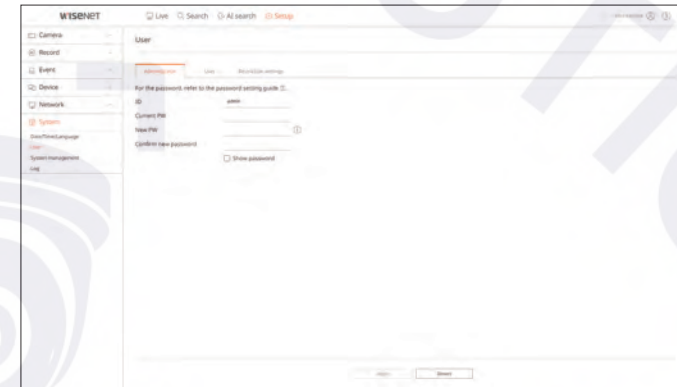 WISENET Live Search AI search Setup
Camera
Record
Event
Device
Network
System
Date/Time/Language
User
System management
Log
User
Administrator User
For the password, refer to the password setting guide
ID admin
Current PW
New PW
Confirm new password
Show password